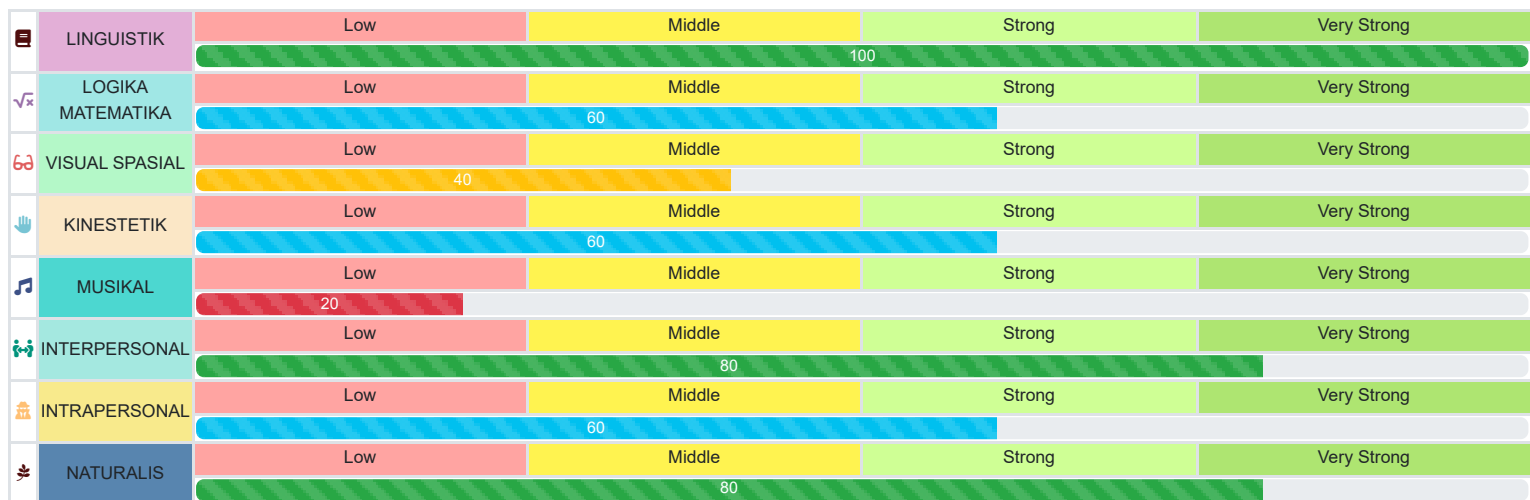 LINGUISTIK
Low Middle Strong Very Strong
100
LOGIKA
MATEMATIKA
Low Middle Strong Very Strong
60
VISUAL SPASIAL
Low Middle Strong Very Strong
40
KINESTETIK
Low Middle Strong Very Strong
60
MUSIKAL
Low Middle Strong Very Strong
20
INTERPERSONAL
Low Middle Strong Very Strong
80
INTRAPERSONAL
Low Middle Strong Very Strong
60
NATURALIS
Low Middle Strong Very Strong
80